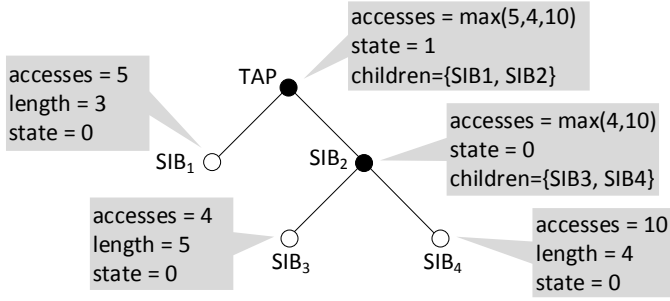 accesses = max(5,4,10)
state = 1
children={SIB1, SIB2}
TAP
accesses = 5
length = 3
state = 0
SIB₁
accesses = max(4,10)
state = 0
children={SIB3, SIB4}
SIB₂
accesses = 4
length = 5
state = 0
SIB₃
accesses = 10
length = 4
state = 0
SIB₄